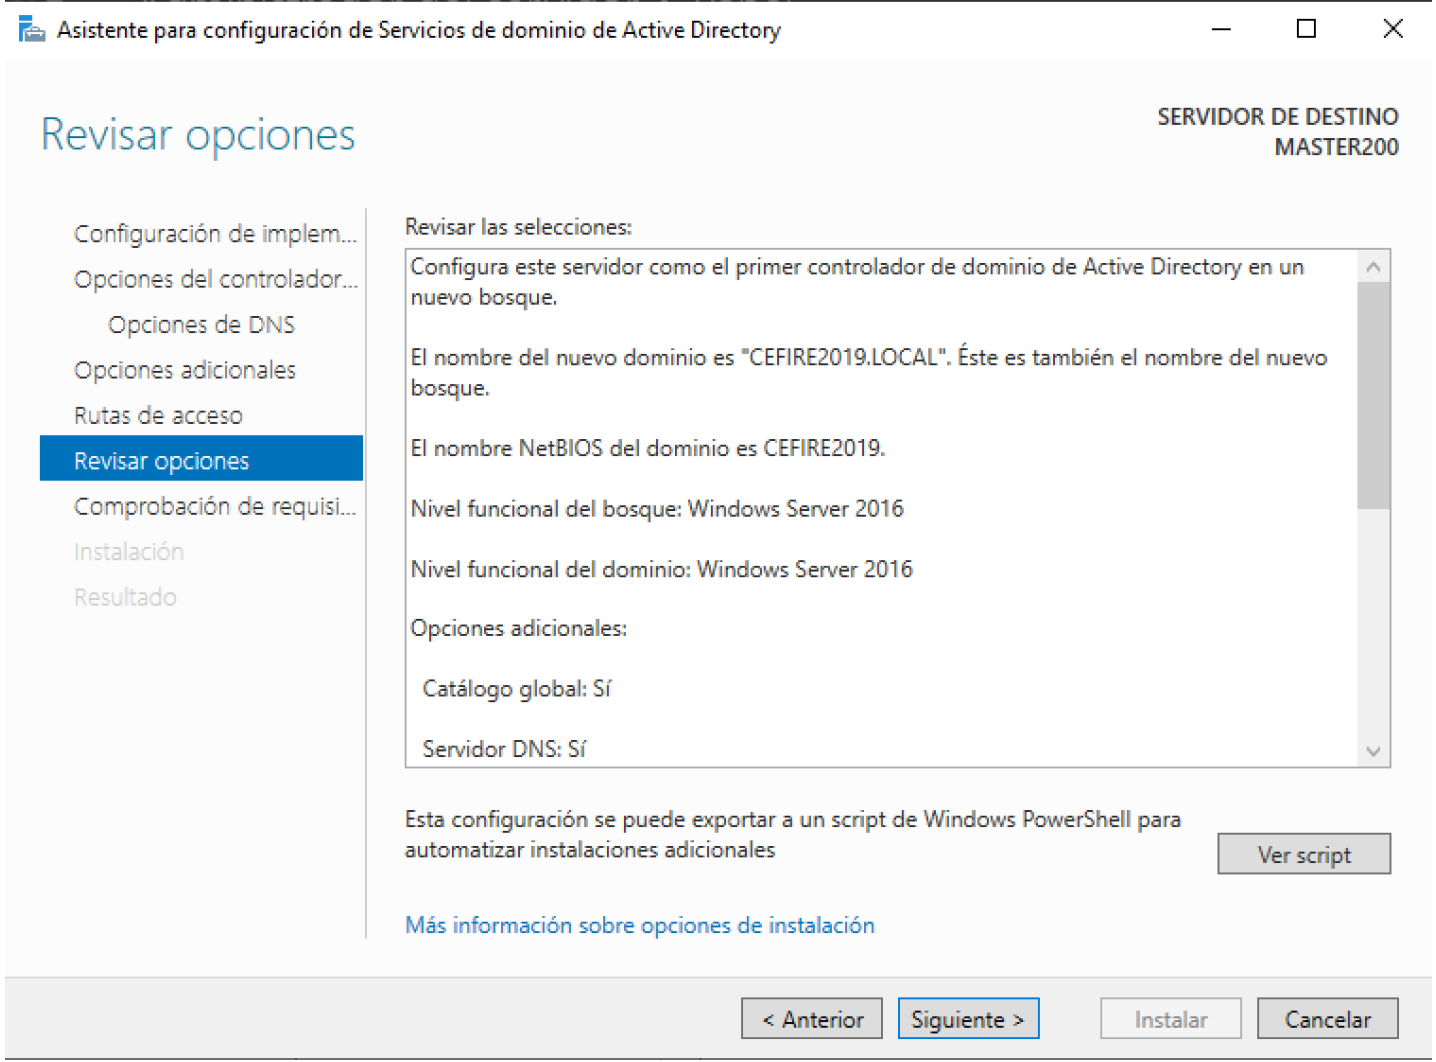 Asistente para configuración de Servicios de dominio de Active Directory
Revisar opciones
SERVIDOR DE DESTINO
MASTER200
Configuración de implem...
Opciones del controlador...
Opciones de DNS
Opciones adicionales
Rutas de acceso
Revisar opciones
Comprobación de requisi...
Instalación
Resultado
Revisar las selecciones:
Configura este servidor como el primer controlador de dominio de Active Directory en un
nuevo bosque.
El nombre del nuevo dominio es "CEFIRE2019.LOCAL". Éste es también el nombre del nuevo
bosque.
El nombre NetBIOS del dominio es CEFIRE2019.
Nivel funcional del bosque: Windows Server 2016
Nivel funcional del dominio: Windows Server 2016
Opciones adicionales:
Catálogo global: Sí
Servidor DNS: Sí
Esta configuración se puede exportar a un script de Windows PowerShell para
automatizar instalaciones adicionales
Ver script
Más información sobre opciones de instalación
< Anterior
Siguiente >
Instalar
Cancelar